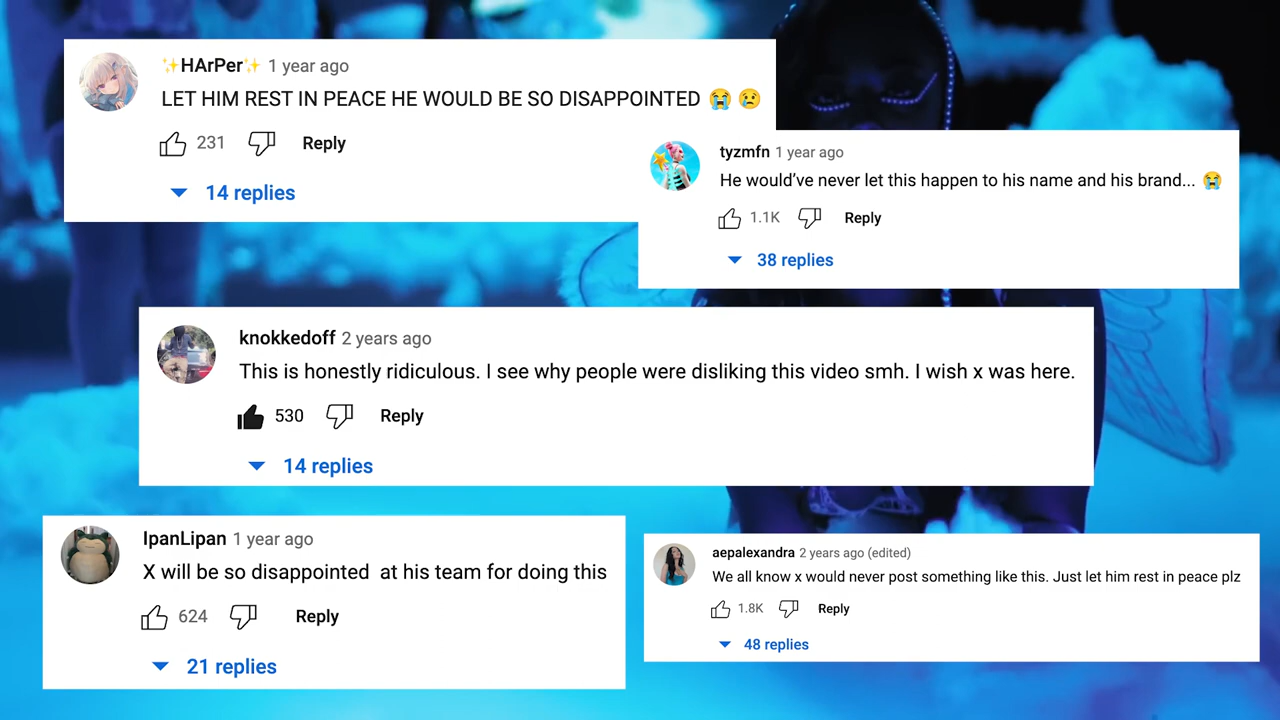 ✨HArPer✨ 1 year ago
LET HIM REST IN PEACE HE WOULD BE SO DISAPPOINTED 😭 😢
231 Reply
14 replies
tyzmfn 1 year ago
He would’ve never let this happen to his name and his brand... 😭
1.1K Reply
38 replies
knokkedoff 2 years ago
This is honestly ridiculous. I see why people were disliking this video smh. I wish x was here.
530 Reply
14 replies
IpanLipan 1 year ago
X will be so disappointed  at his team for doing this
624 Reply
21 replies
aepalexandra 2 years ago (edited)
We all know x would never post something like this. Just let him rest in peace plz
1.8K Reply
48 replies